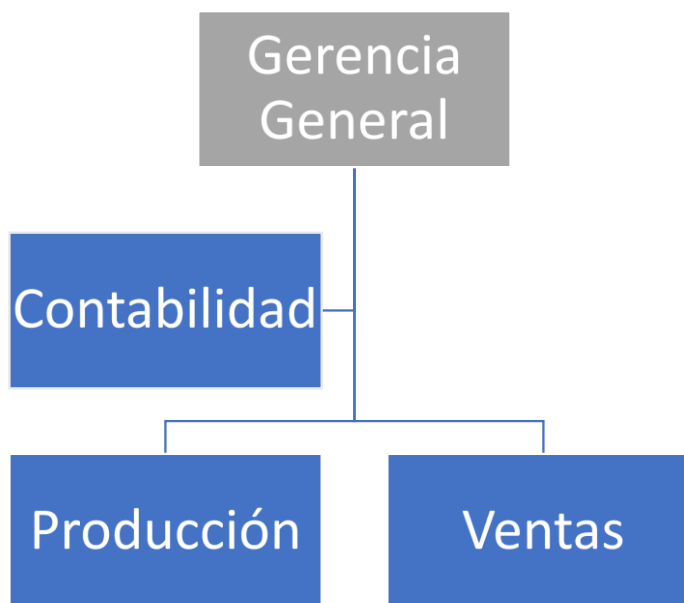 Gerencia
General
Contabilidad
Producción
Ventas